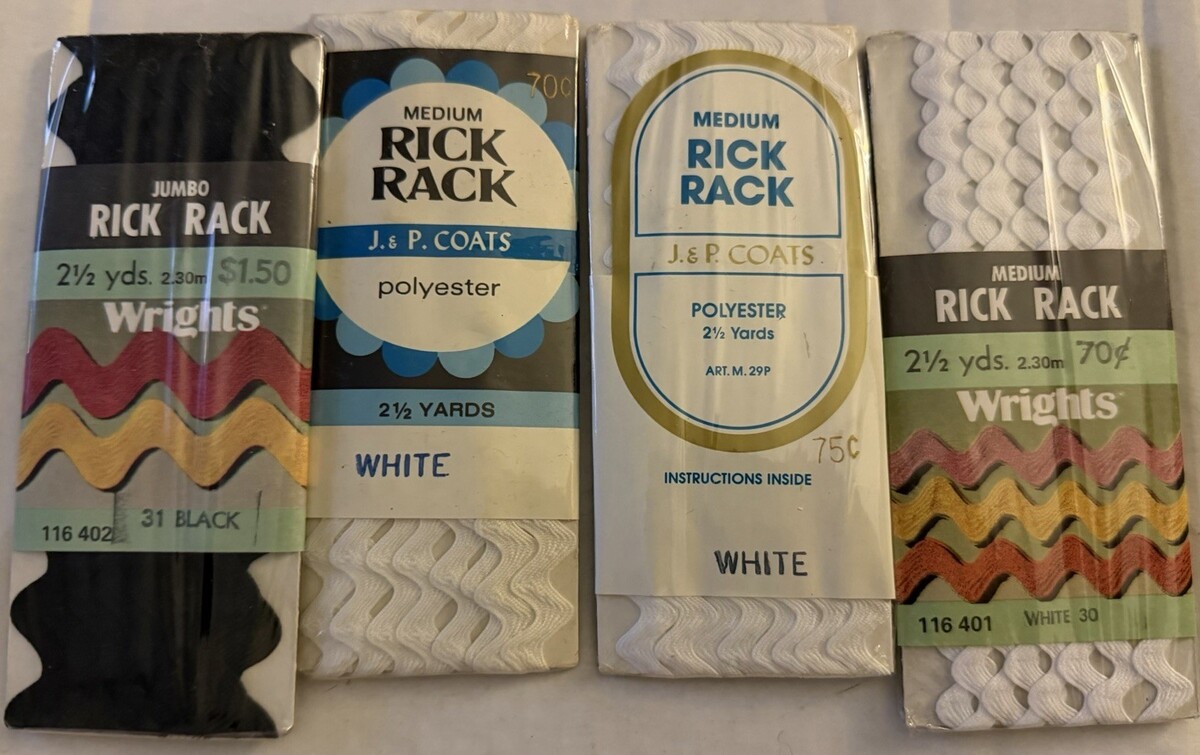 JUMBO
RICK RACK
2½ yds. 2.30m $1.50
Wrights
116 402 31 BLACK
70¢
MEDIUM
RICK
RACK
J. & P. COATS
polyester
2½ YARDS
WHITE
MEDIUM
RICK
RACK
J. & P. COATS.
POLYESTER
2½ Yards
ART. M. 29P
75¢
INSTRUCTIONS INSIDE
WHITE
MEDIUM
RICK RACK
2½ yds. 2.30m 70¢
Wrights
116 401 WHITE 30